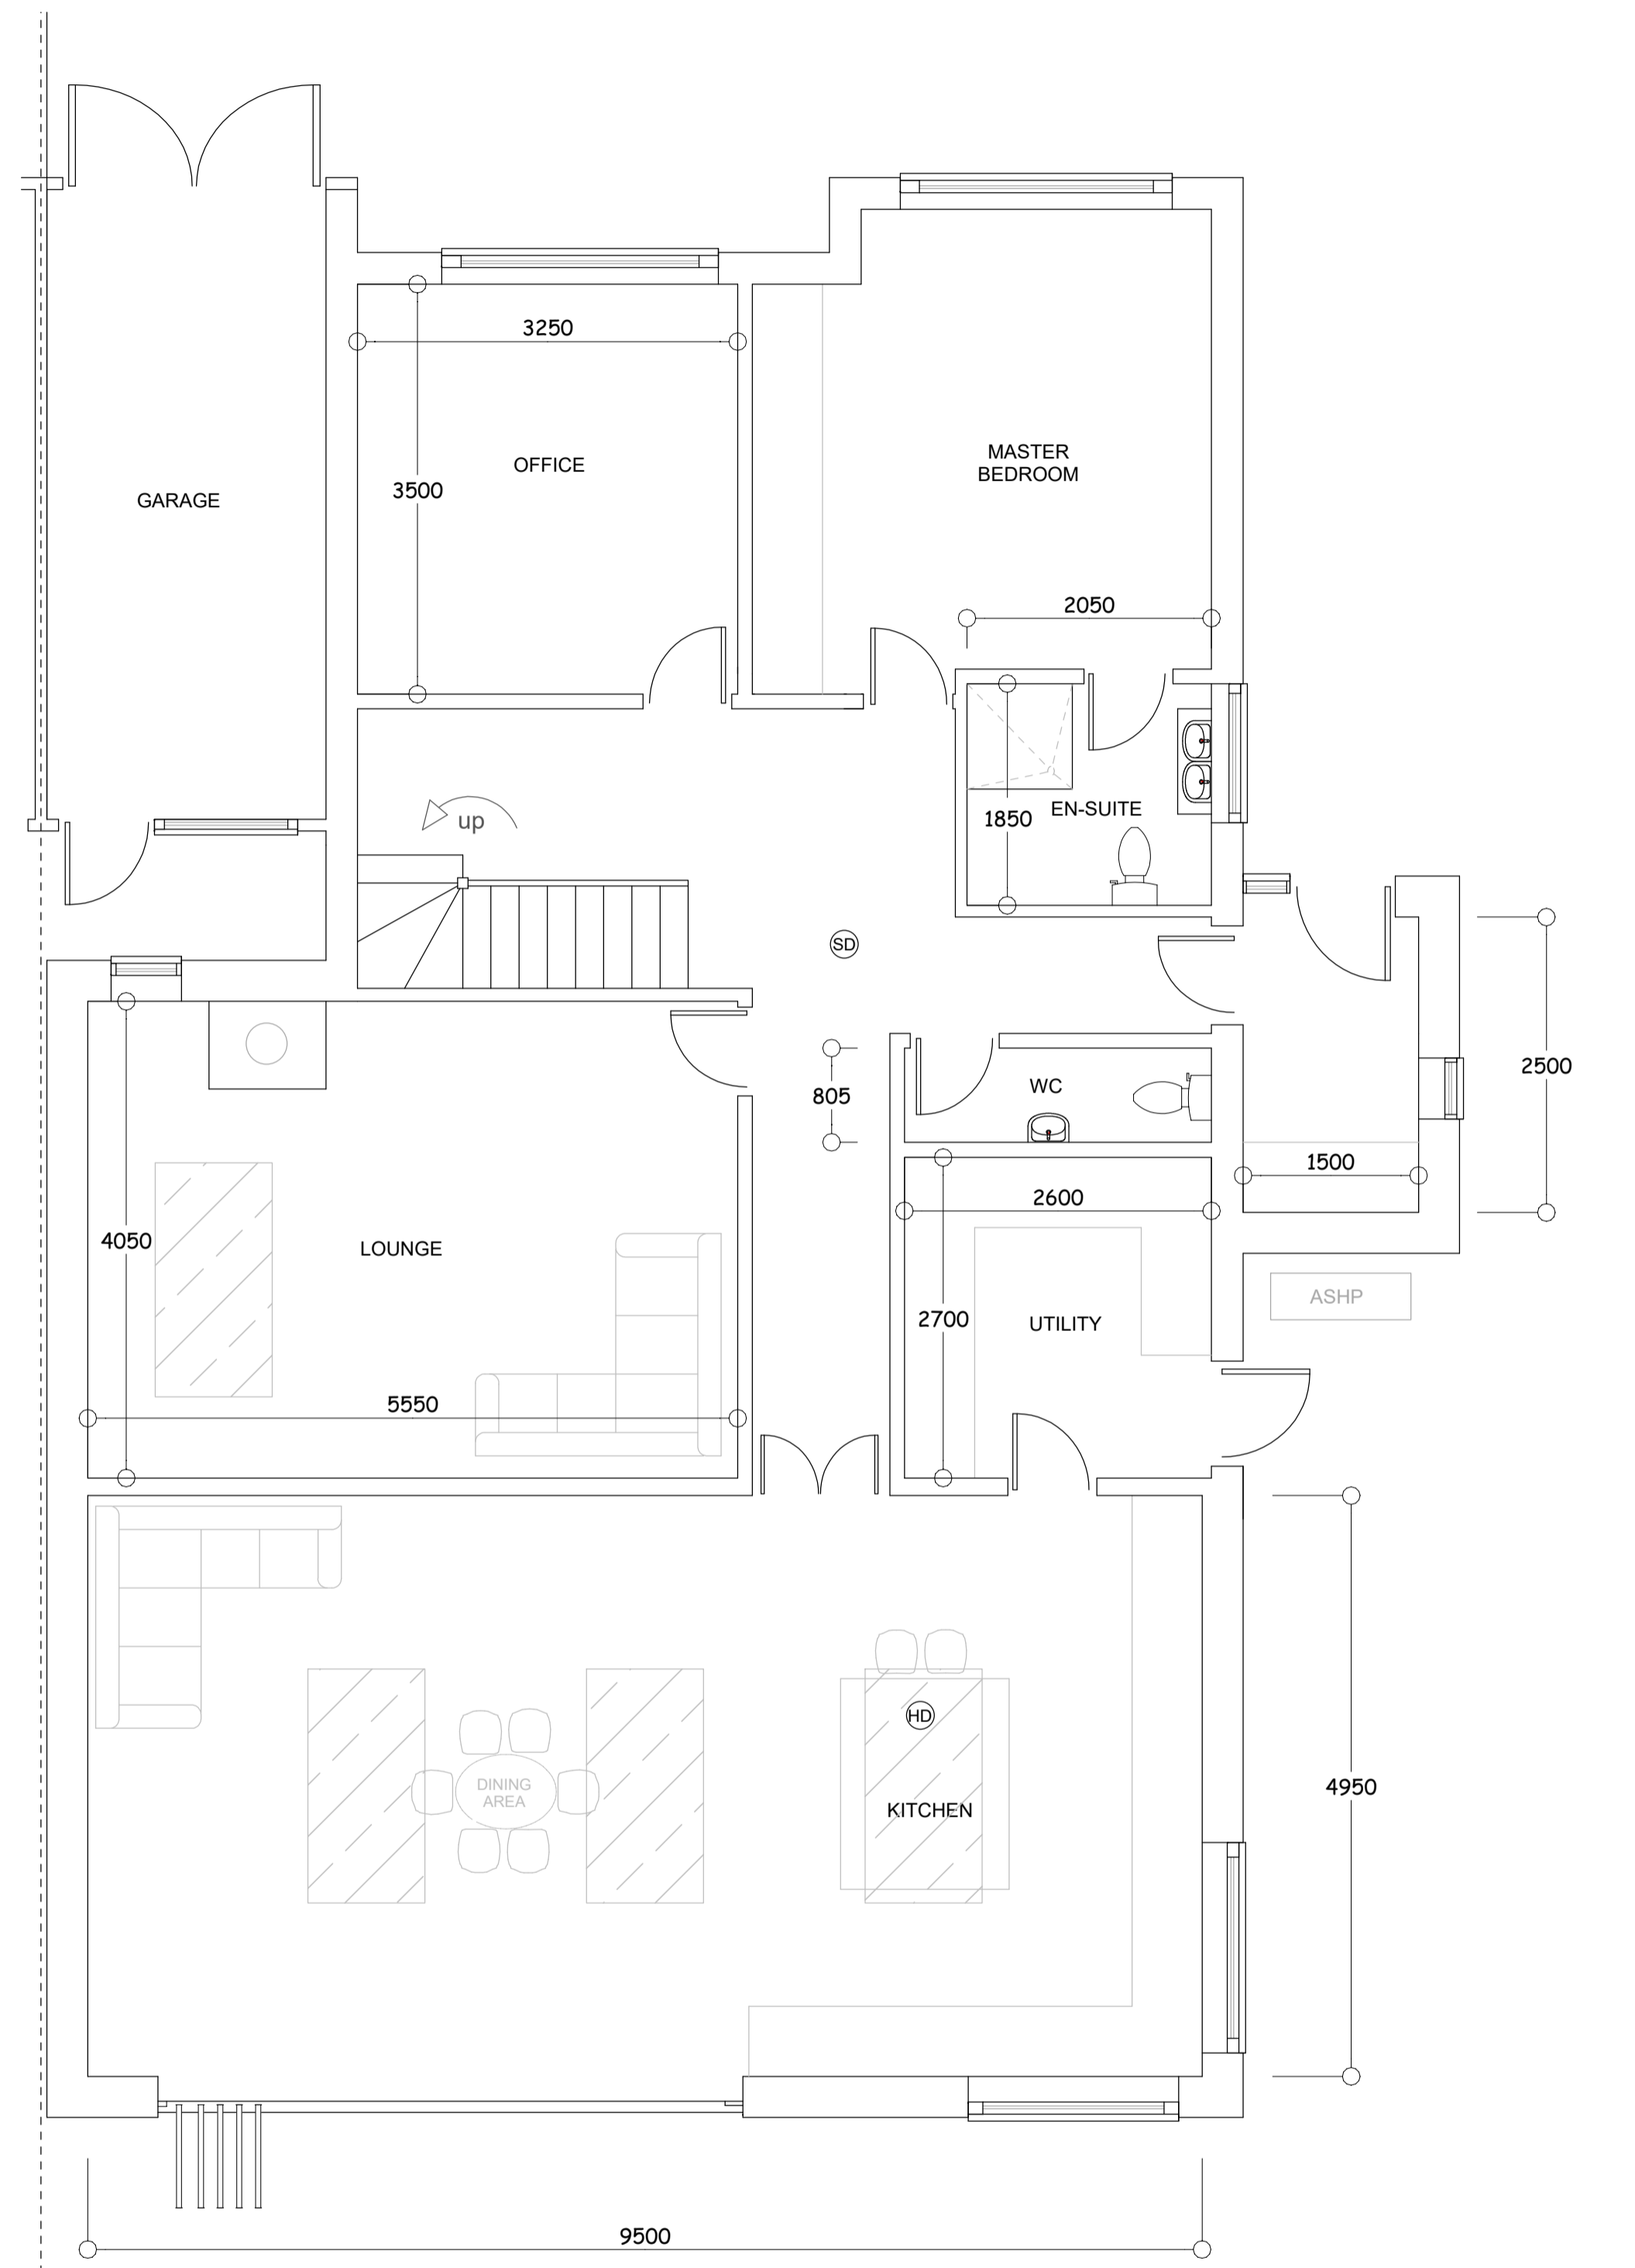 3250
OFFICE
MASTER
BEDROOM
3500
GARAGE
2050
EN-SUITE
1850
up
SD
2500
WC
805
1500
2600
4050
LOUNGE
ASHP
2700
UTILITY
5550
HD
DINING
AREA
4950
KITCHEN
9500